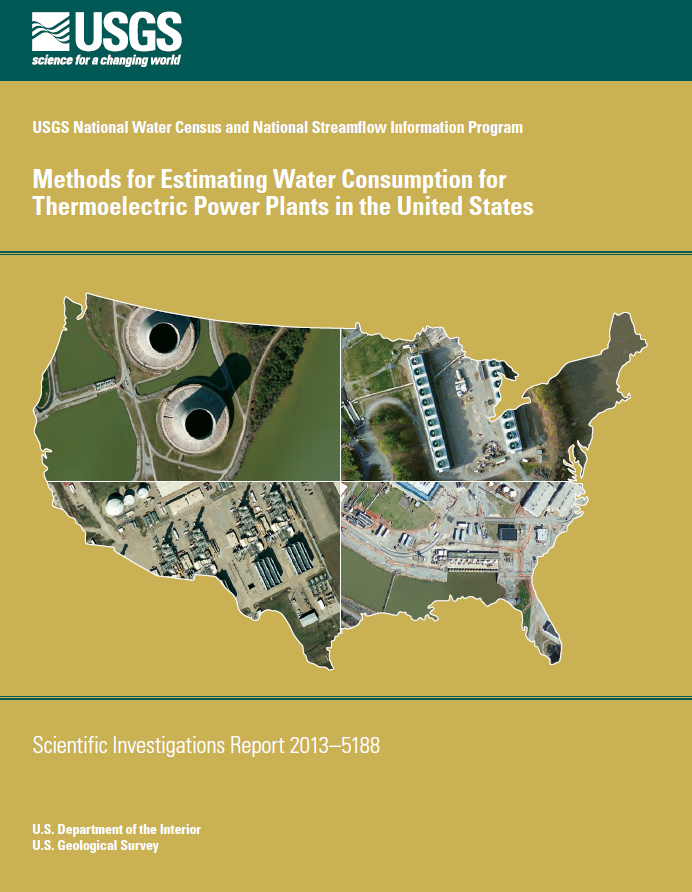 USGS
science for a changing world
USGS National Water Census and National Streamflow Information Program
Methods for Estimating Water Consumption for
Thermoelectric Power Plants in the United States
Scientific Investigations Report 2013–5188
U.S. Department of the Interior
U.S. Geological Survey